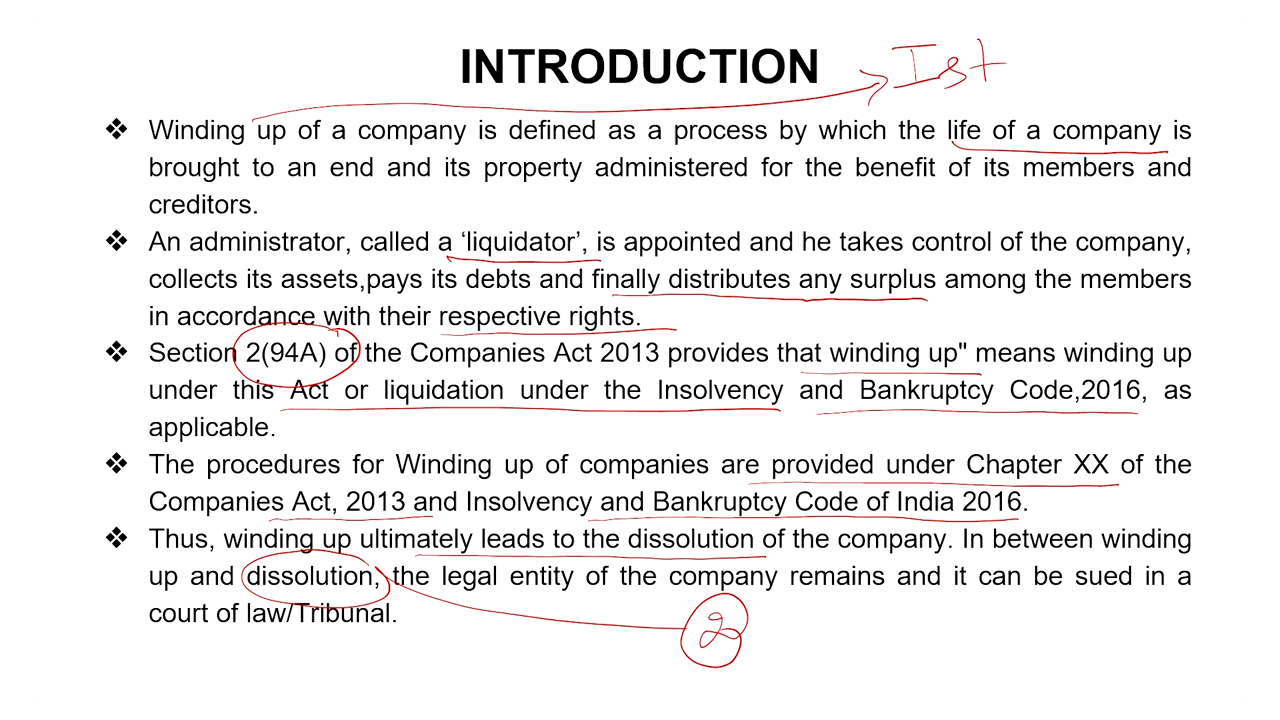 INTRODUCTION
Ist
❖ Winding up of a company is defined as a process by which the life of a company is
brought to an end and its property administered for the benefit of its members and
creditors.
❖ An administrator, called a ‘liquidator’, is appointed and he takes control of the company,
collects its assets,pays its debts and finally distributes any surplus among the members
in accordance with their respective rights.
❖ Section 2(94A) of the Companies Act 2013 provides that winding up" means winding up
under this Act or liquidation under the Insolvency and Bankruptcy Code,2016, as
applicable.
❖ The procedures for Winding up of companies are provided under Chapter XX of the
Companies Act, 2013 and Insolvency and Bankruptcy Code of India 2016.
❖ Thus, winding up ultimately leads to the dissolution of the company. In between winding
up and dissolution, the legal entity of the company remains and it can be sued in a
court of law/Tribunal.
2